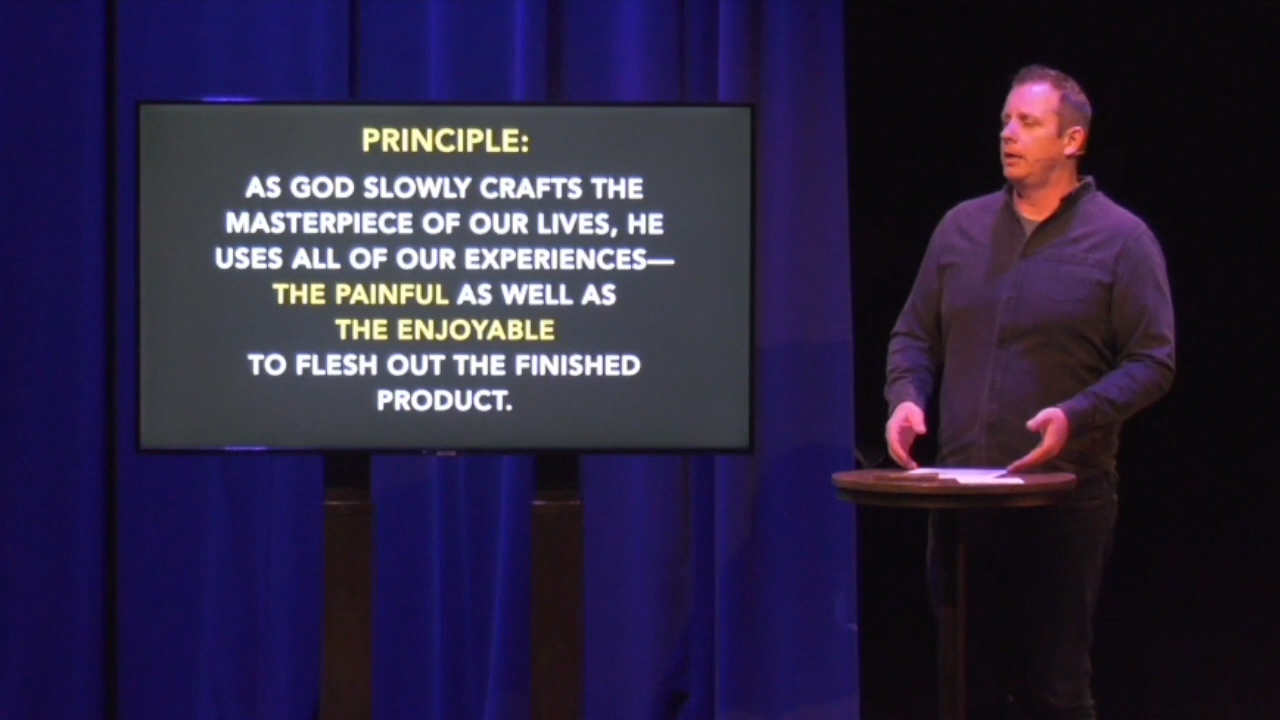 PRINCIPLE:
AS GOD SLOWLY CRAFTS THE
MASTERPIECE OF OUR LIVES, HE
USES ALL OF OUR EXPERIENCES—
THE PAINFUL AS WELL AS
THE ENJOYABLE
TO FLESH OUT THE FINISHED
PRODUCT.